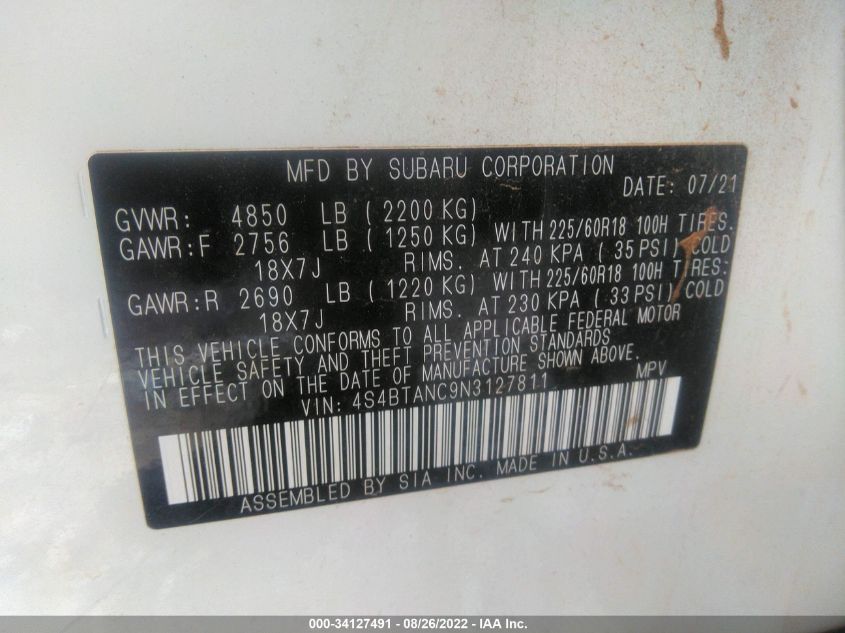 MFD BY SUBARU CORPORATION
DATE: 07/21
GVWR: 4850 LB (2200 KG)
GAWR:F 2756 LB (1250 KG) WITH 225/60R18 100H TIRES.
18X7J RIMS. AT 240 KPA (35 PSI) COLD
GAWR:R 2690 LB (1220 KG) WITH 225/60R18 100H TIRES:
18X7J RIMS. AT 230 KPA (33 PSI) COLD
THIS VEHICLE CONFORMS TO ALL APPLICABLE FEDERAL MOTOR
VEHICLE SAFETY AND THEFT PREVENTION STANDARDS
IN EFFECT ON THE DATE OF MANUFACTURE SHOWN ABOVE.
VIN: 4S4BTANC9N3127811 MPV
ASSEMBLED BY SIA INC. MADE IN U.S.A.
000-34127491 - 08/26/2022 - IAA Inc.